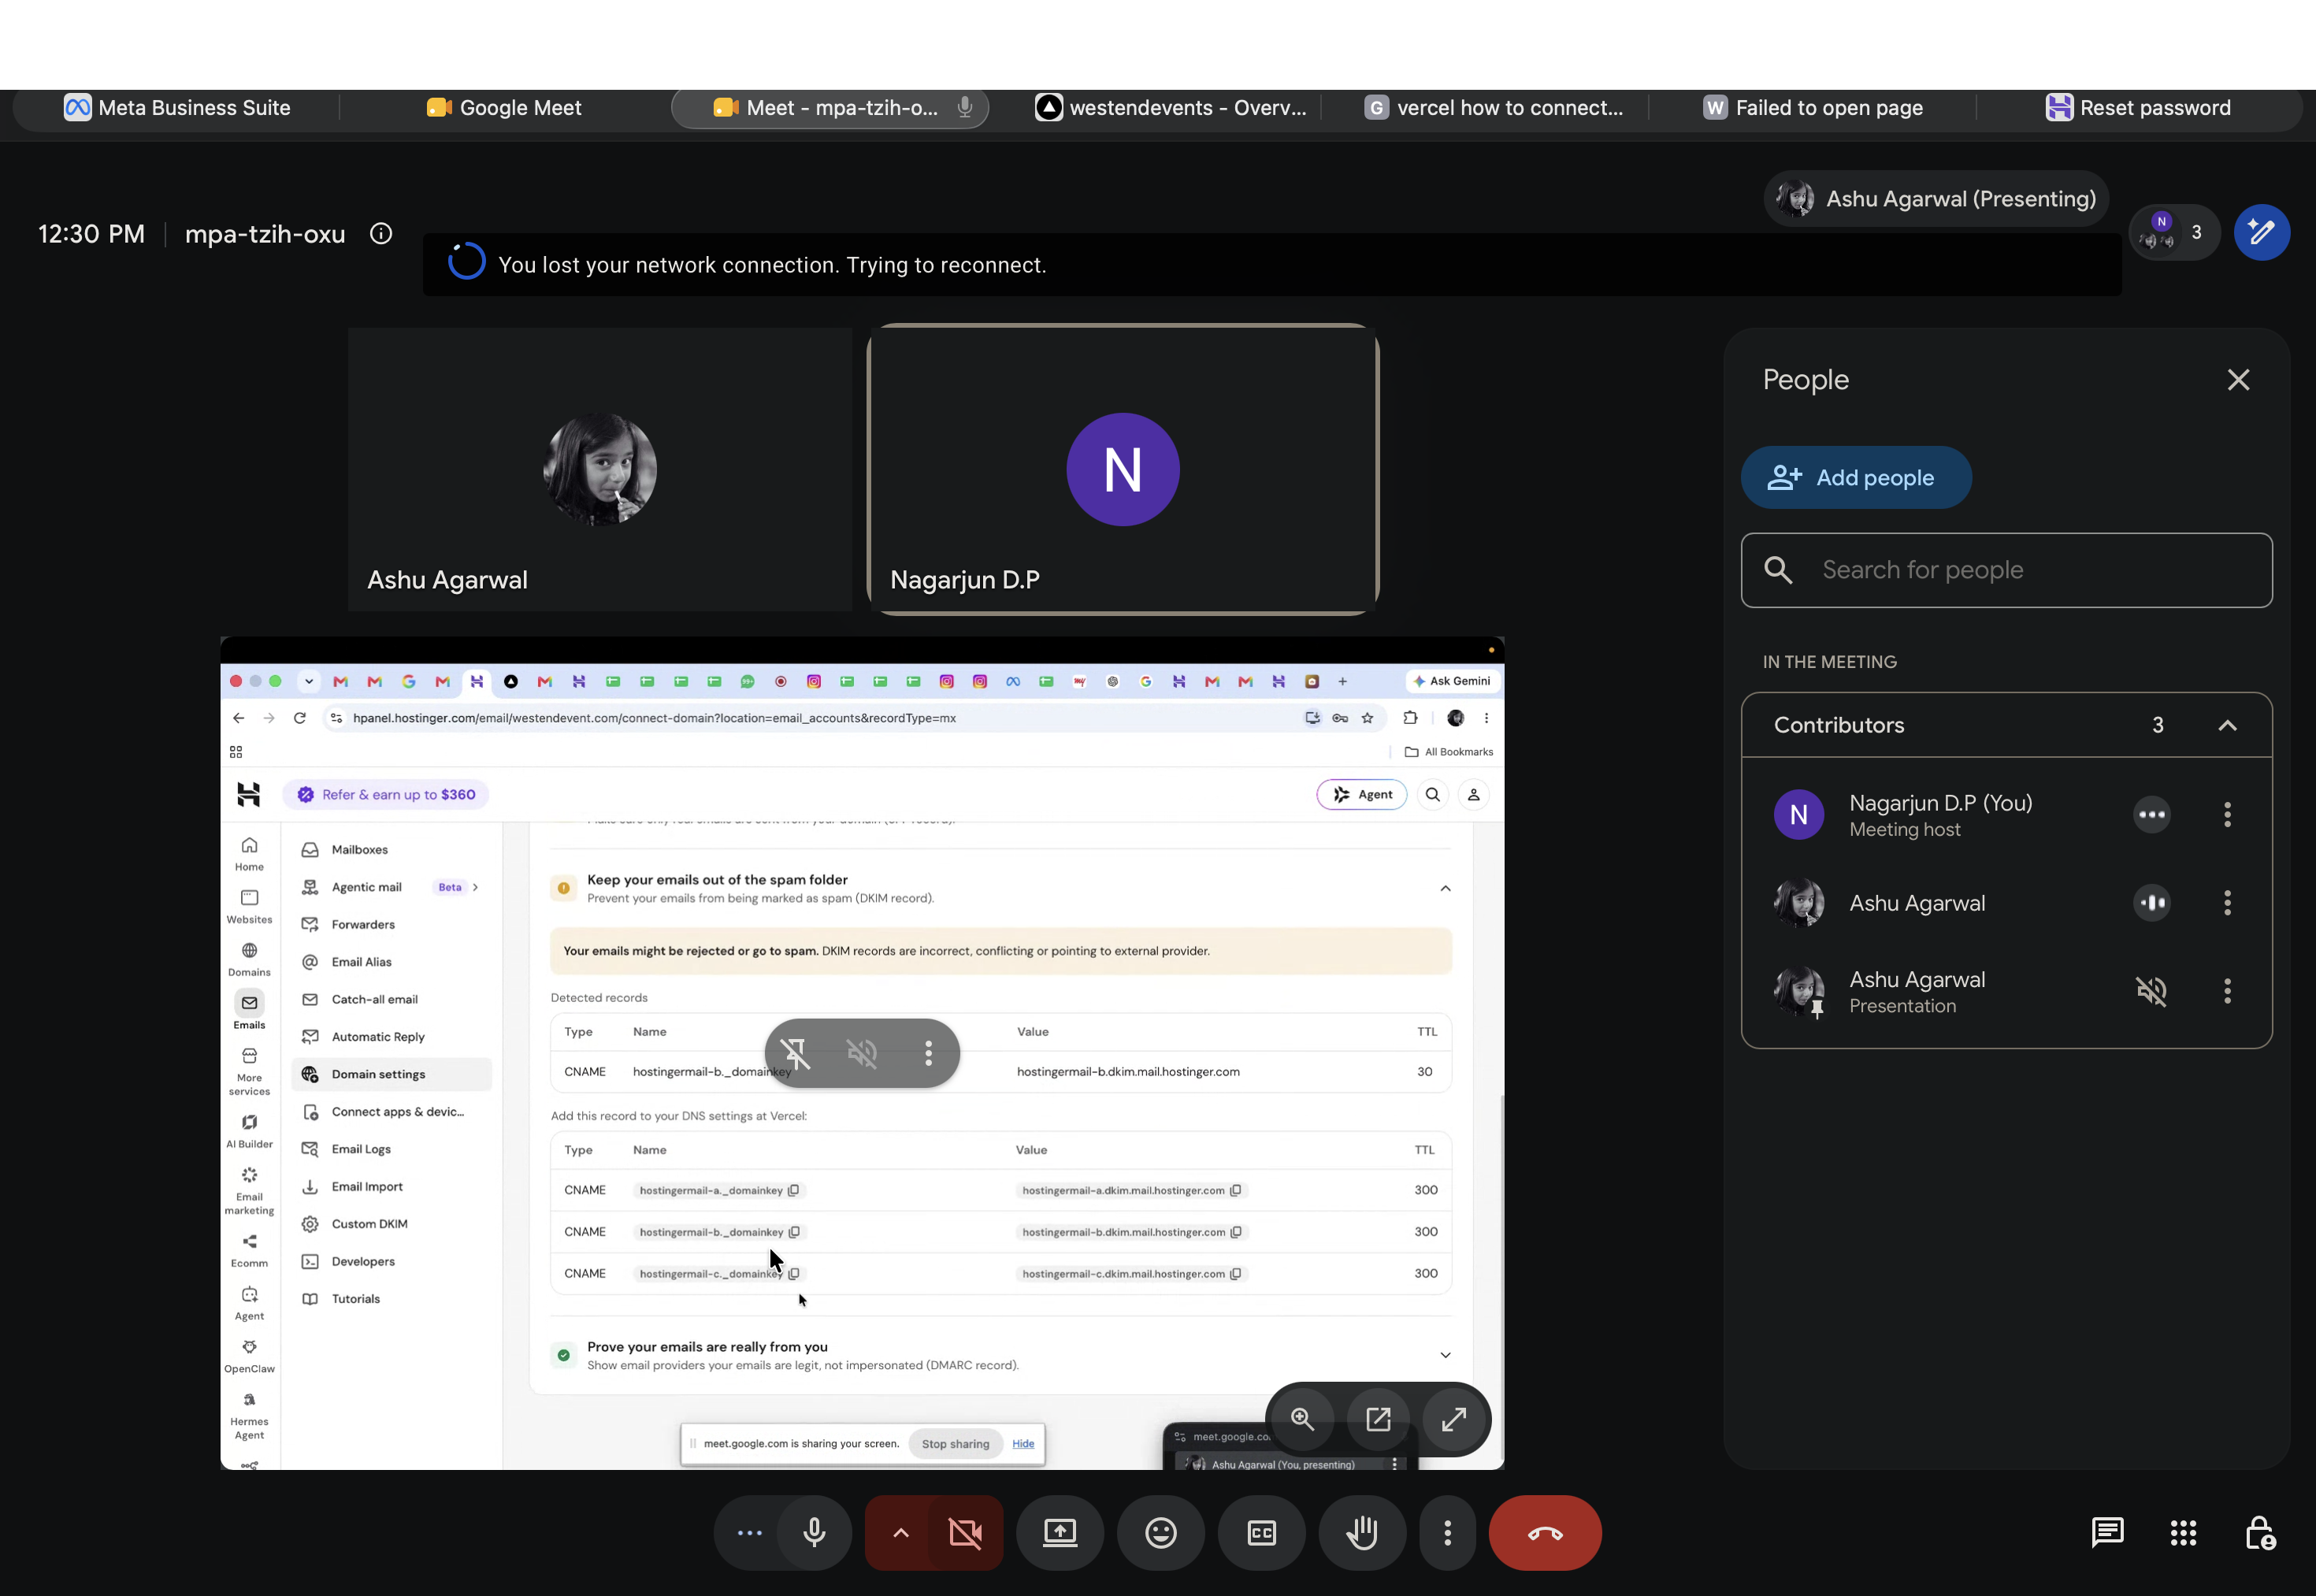 Meta Business Suite
Google Meet
Meet - mpa-tzih-o...
westendevents - Overv...
G vercel how to connect...
W Failed to open page
Reset password
12:30 PM
mpa-tzih-oxu
Ashu Agarwal (Presenting)
N
3
You lost your network connection. Trying to reconnect.
Ashu Agarwal
N
Nagarjun D.P
People
Add people
Search for people
IN THE MEETING
Contributors 3
N
Nagarjun D.P (You)
Meeting host
Ashu Agarwal
Ashu Agarwal
Presentation
99+
Ask Gemini
hpanel.hostinger.com/email/westendevent.com/connect-domain?location=email_accounts&recordType=mx
All Bookmarks
Refer & earn up to $360
Agent
Home
Websites
Domains
Emails
More services
AI Builder
Email marketing
Ecomm
Agent
OpenClaw
Hermes Agent
Mailboxes
Agentic mail Beta
Forwarders
Email Alias
Catch-all email
Automatic Reply
Domain settings
Connect apps & devic...
Email Logs
Email Import
Custom DKIM
Developers
Tutorials
Keep your emails out of the spam folder
Prevent your emails from being marked as spam (DKIM record).
Your emails might be rejected or go to spam. DKIM records are incorrect, conflicting or pointing to external provider.
Detected records
Type Name Value TTL
CNAME hostingermail-b._domainkey hostingermail-b.dkim.mail.hostinger.com 30
Add this record to your DNS settings at Vercel:
Type Name Value TTL
CNAME hostingermail-a._domainkey hostingermail-a.dkim.mail.hostinger.com 300
CNAME hostingermail-b._domainkey hostingermail-b.dkim.mail.hostinger.com 300
CNAME hostingermail-c._domainkey hostingermail-c.dkim.mail.hostinger.com 300
Prove your emails are really from you
Show email providers your emails are legit, not impersonated (DMARC record).
meet.google.com is sharing your screen. Stop sharing Hide
meet.google.co
Ashu Agarwal (You, presenting)
CC